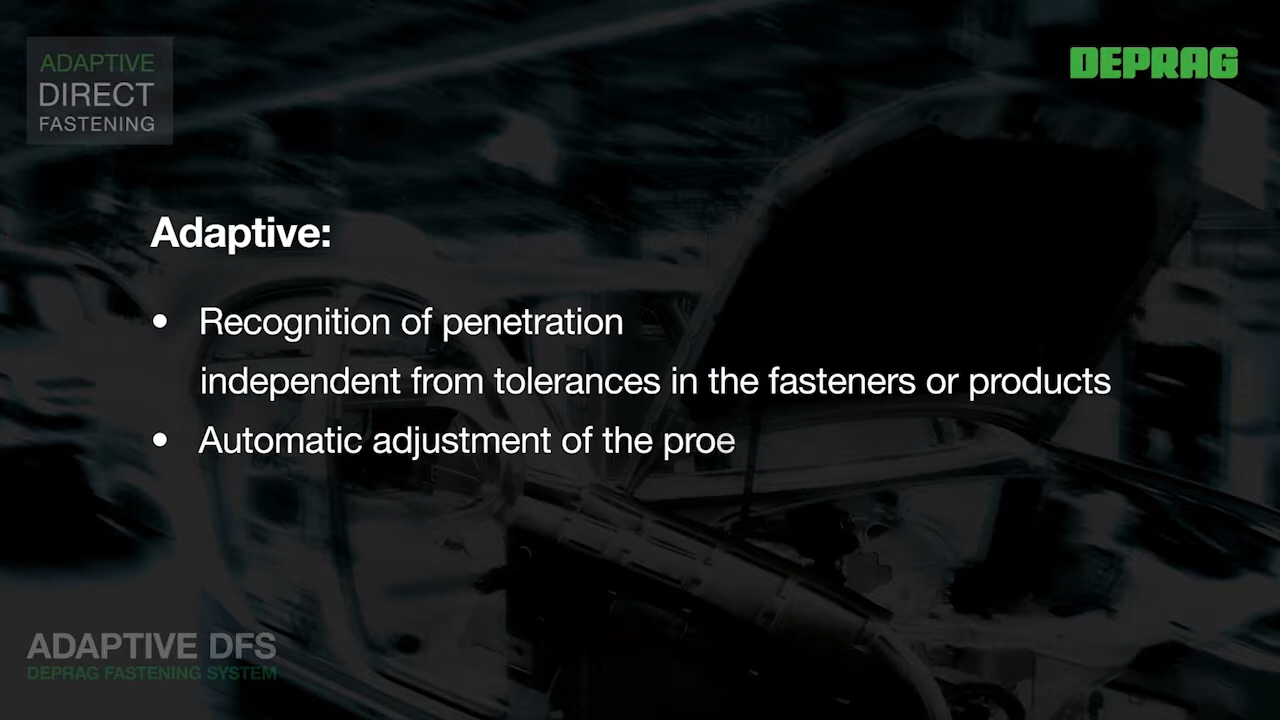 ADAPTIVE
DIRECT
FASTENING
DEPRAG
Adaptive:
• Recognition of penetration
independent from tolerances in the fasteners or products
• Automatic adjustment of the proe
ADAPTIVE DFS
DEPRAG FASTENING SYSTEM